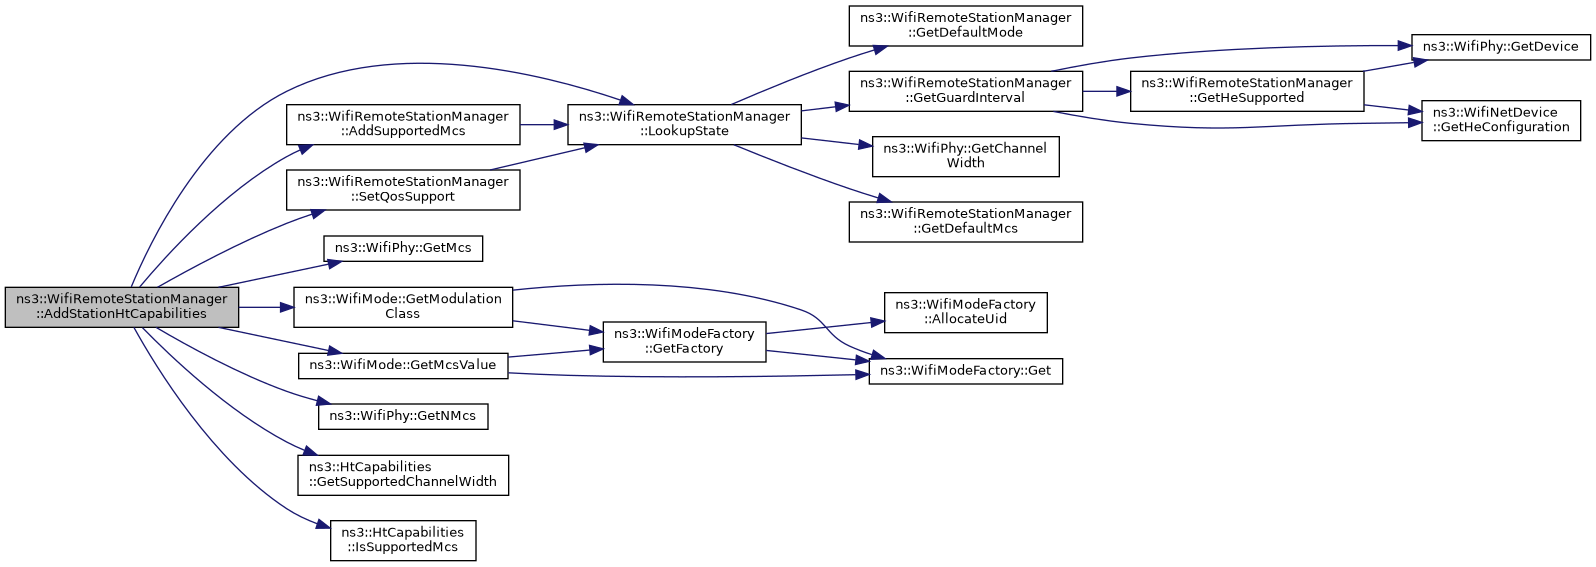 ns3::WifiRemoteStationManager
::AddStationHtCapabilities
ns3::WifiRemoteStationManager
::AddSupportedMcs
ns3::WifiRemoteStationManager
::SetQosSupport
ns3::WifiPhy::GetMcs
ns3::WifiMode::GetModulation
Class
ns3::WifiMode::GetMcsValue
ns3::WifiPhy::GetNMcs
ns3::HtCapabilities
::GetSupportedChannelWidth
ns3::HtCapabilities
::IsSupportedMcs
ns3::WifiRemoteStationManager
::LookupState
ns3::WifiModeFactory
::GetFactory
ns3::WifiRemoteStationManager
::GetDefaultMode
ns3::WifiRemoteStationManager
::GetGuardInterval
ns3::WifiPhy::GetChannel
Width
ns3::WifiRemoteStationManager
::GetDefaultMcs
ns3::WifiModeFactory
::AllocateUid
ns3::WifiModeFactory::Get
ns3::WifiRemoteStationManager
::GetHeSupported
ns3::WifiPhy::GetDevice
ns3::WifiNetDevice
::GetHeConfiguration